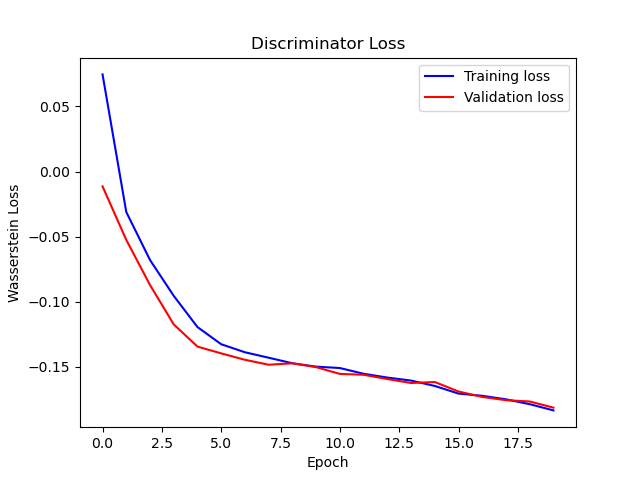 Discriminator Loss
Training loss
Validation loss
Wasserstein Loss
0.05
0.00
−0.05
−0.10
−0.15
0.0 2.5 5.0 7.5 10.0 12.5 15.0 17.5
Epoch